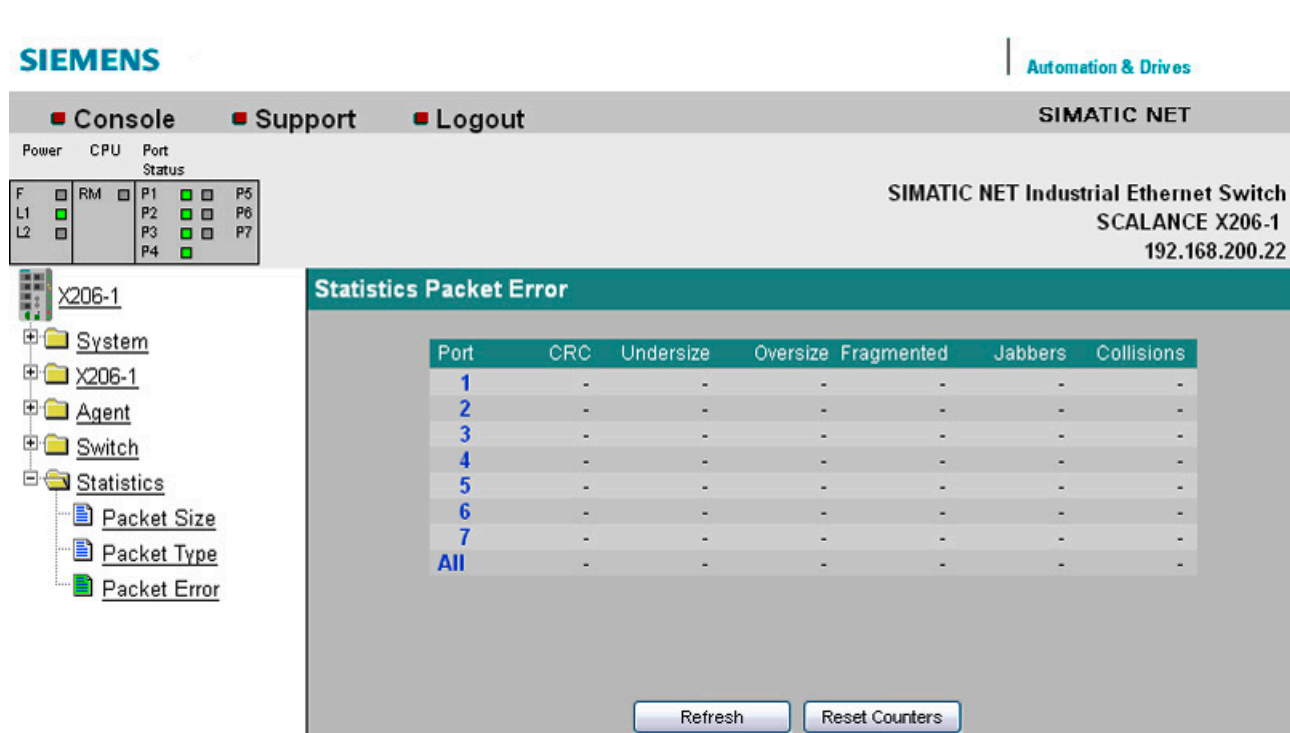 SIEMENS
Automation & Drives
Console Support Logout SIMATIC NET
Power CPU Port
Status
F RM P1 P5
L1 P2 P6
L2 P3 P7
P4
SIMATIC NET Industrial Ethernet Switch
SCALANCE X206-1
192.168.200.22
X206-1
System
X206-1
Agent
Switch
Statistics
Packet Size
Packet Type
Packet Error
Statistics Packet Error
Port CRC Undersize Oversize Fragmented Jabbers Collisions
1 - - - - - -
2 - - - - - -
3 - - - - - -
4 - - - - - -
5 - - - - - -
6 - - - - - -
7 - - - - - -
All - - - - - -
Refresh Reset Counters